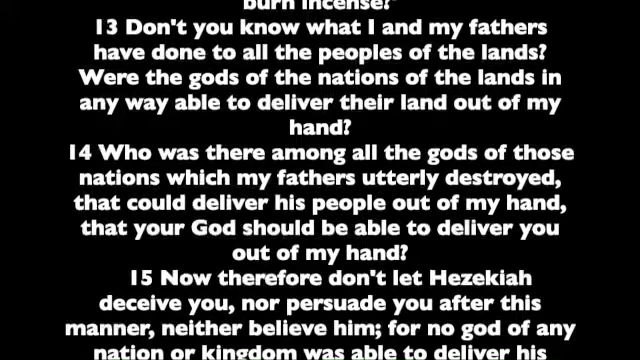 burn incense?'
13 Don't you know what I and my fathers
have done to all the peoples of the lands?
Were the gods of the nations of the lands in
any way able to deliver their land out of my
hand?
14 Who was there among all the gods of those
nations which my fathers utterly destroyed,
that could deliver his people out of my hand,
that your God should be able to deliver you
out of my hand?
15 Now therefore don't let Hezekiah
deceive you, nor persuade you after this
manner, neither believe him; for no god of any
nation or kingdom was able to deliver his